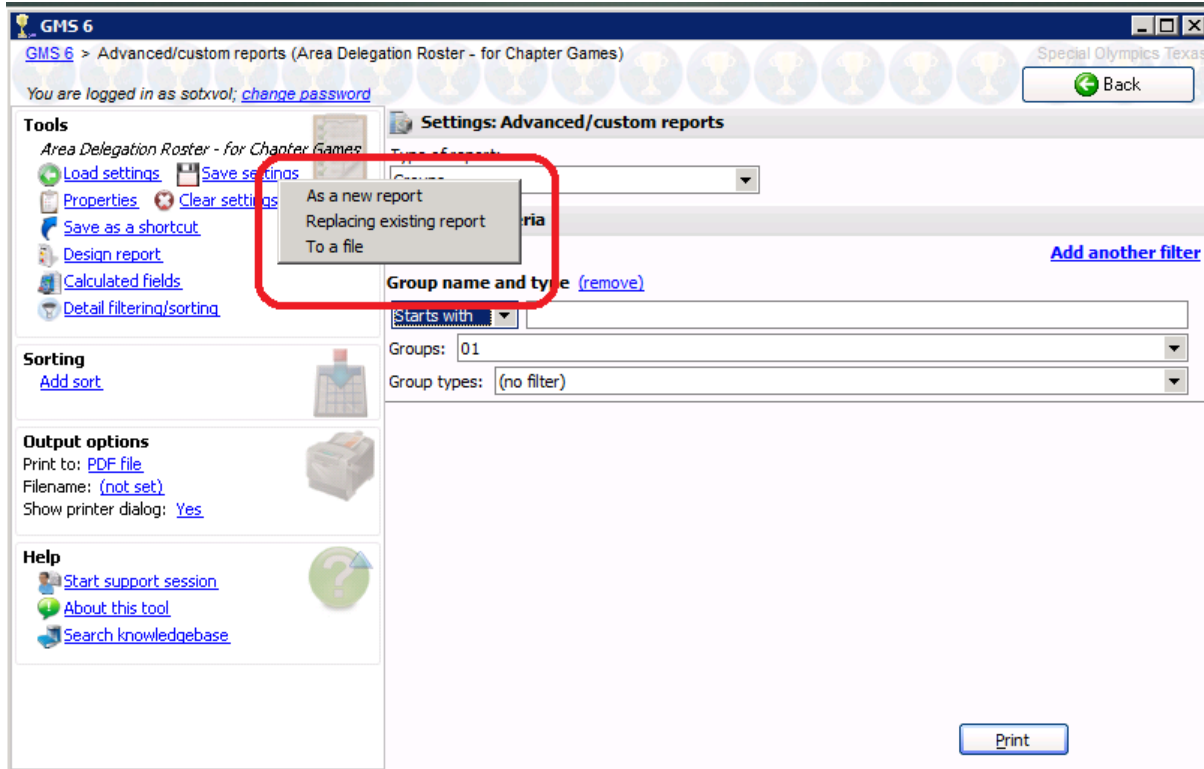 GMS 6
GMS 6 > Advanced/custom reports (Area Delegation Roster - for Chapter Games)
Special Olympics Texas
Back
You are logged in as sotxvol; change password
Tools
Area Delegation Roster - for Chapter Games
Load settings Save settings
Properties Clear settings
Save as a shortcut
Design report
Calculated fields
Detail filtering/sorting
Sorting
Add sort
Output options
Print to: PDF file
Filename: (not set)
Show printer dialog: Yes
Help
Start support session
About this tool
Search knowledgebase
Settings: Advanced/custom reports
Type of report:
Groups
As a new report
Replacing existing report
To a file
Add another filter
Group name and type (remove)
Starts with
Groups: 01
Group types: (no filter)
Print